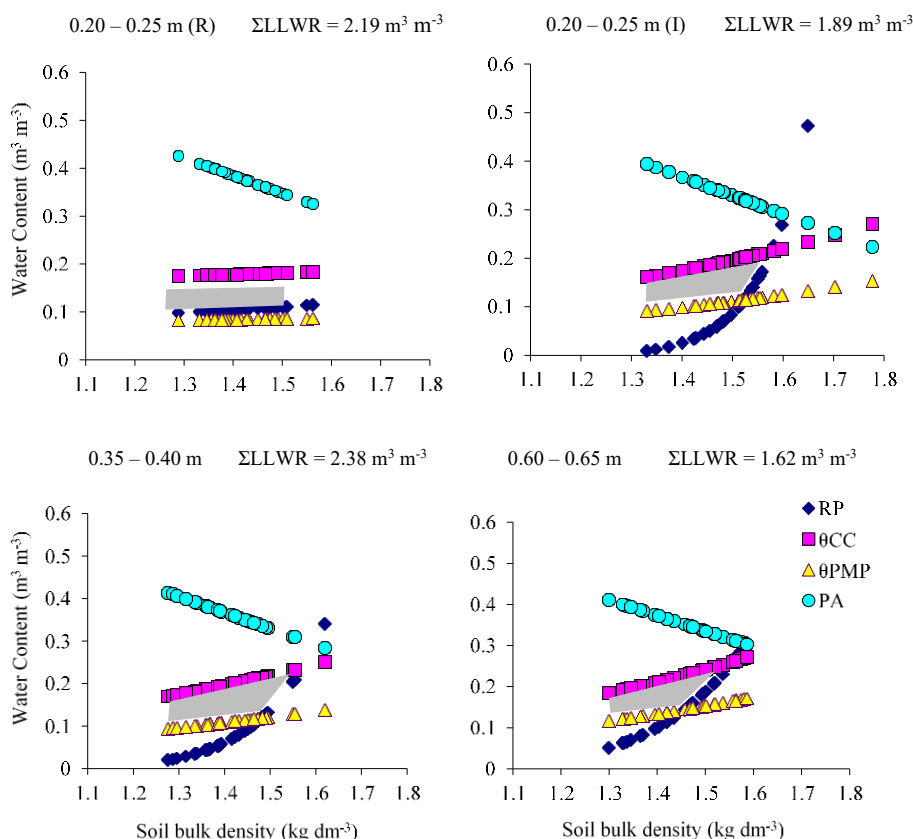 0.20 – 0.25 m (R) ΣLLWR = 2.19 m³ m⁻³
0.6
0.5
0.4
0.3
0.2
0.1
0
1.1 1.2 1.3 1.4 1.5 1.6 1.7 1.8
Water Content (m³ m⁻³)
0.20 – 0.25 m (I) ΣLLWR = 1.89 m³ m⁻³
0.6
0.5
0.4
0.3
0.2
0.1
0
1.1 1.2 1.3 1.4 1.5 1.6 1.7 1.8
0.35 – 0.40 m ΣLLWR = 2.38 m³ m⁻³
0.6
0.5
0.4
0.3
0.2
0.1
0
1.1 1.2 1.3 1.4 1.5 1.6 1.7 1.8
Water Content (m³ m⁻³)
Soil bulk density (kg dm⁻³)
0.60 – 0.65 m ΣLLWR = 1.62 m³ m⁻³
0.6
0.5
0.4
0.3
0.2
0.1
0
1.1 1.2 1.3 1.4 1.5 1.6 1.7 1.8
Soil bulk density (kg dm⁻³)
RP
θCC
θPMP
PA